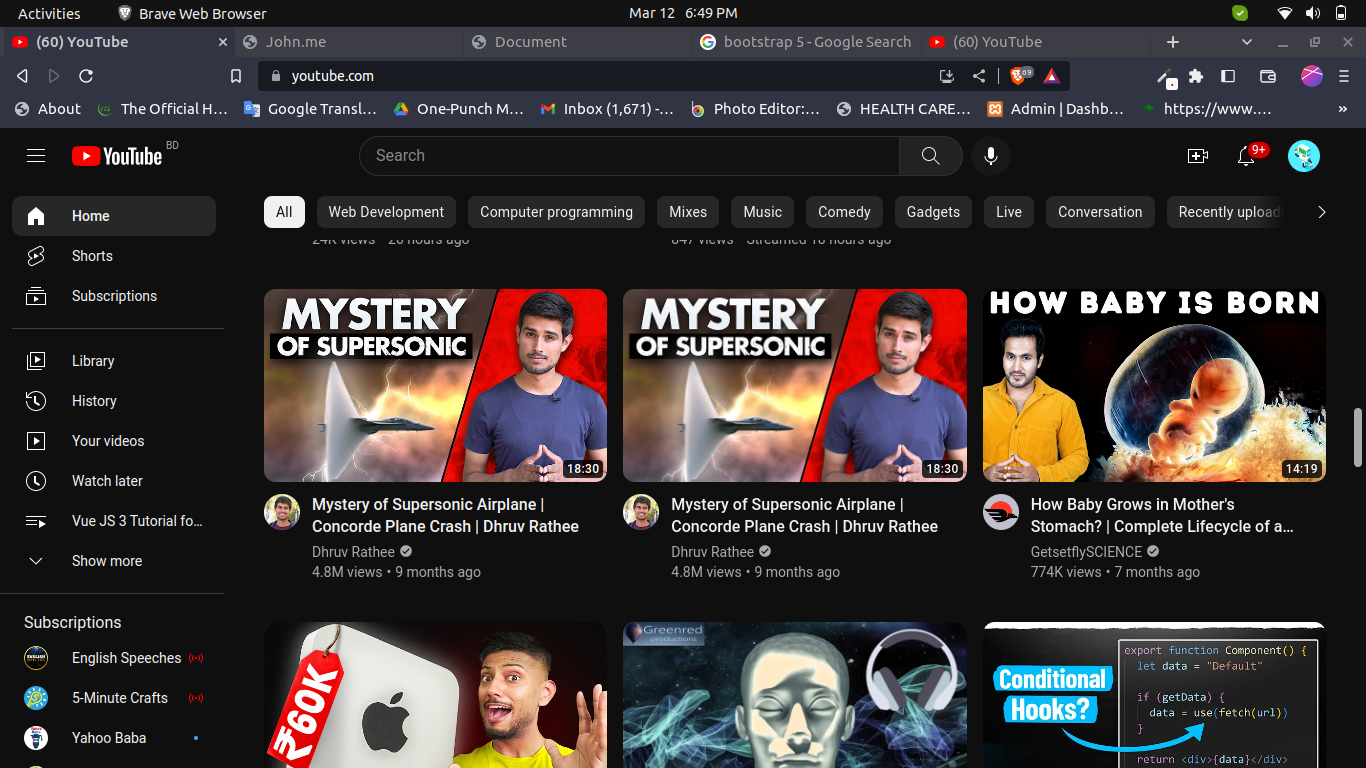 Activities
Brave Web Browser
Mar 12 6:49 PM
(60) YouTube
John.me
Document
bootstrap 5 - Google Search
(60) YouTube
youtube.com
69
About
The Official H...
Google Transl...
One-Punch M...
Inbox (1,671) -...
Photo Editor:...
HEALTH CARE...
Admin | Dashb...
https://www....
»
YouTube BD
Search
9+
Home
Shorts
Subscriptions
Library
History
Your videos
Watch later
Vue JS 3 Tutorial fo...
Show more
Subscriptions
English Speeches
5-Minute Crafts
Yahoo Baba
All
Web Development
Computer programming
Mixes
Music
Comedy
Gadgets
Live
Conversation
Recently upload
24K views • 20 hours ago
847 views • Streamed 18 hours ago
MYSTERY
OF SUPERSONIC
18:30
Mystery of Supersonic Airplane |
Concorde Plane Crash | Dhruv Rathee
Dhruv Rathee
4.8M views • 9 months ago
MYSTERY
OF SUPERSONIC
18:30
Mystery of Supersonic Airplane |
Concorde Plane Crash | Dhruv Rathee
Dhruv Rathee
4.8M views • 9 months ago
HOW BABY IS BORN
14:19
How Baby Grows in Mother's
Stomach? | Complete Lifecycle of a...
GetsetflySCIENCE
774K views • 7 months ago
₹60K
Greenred
productions
Conditional
Hooks?
export function Component() {
let data = "Default"
if (getData) {
data = use(fetch(url))
}
return <div>{data}</div>